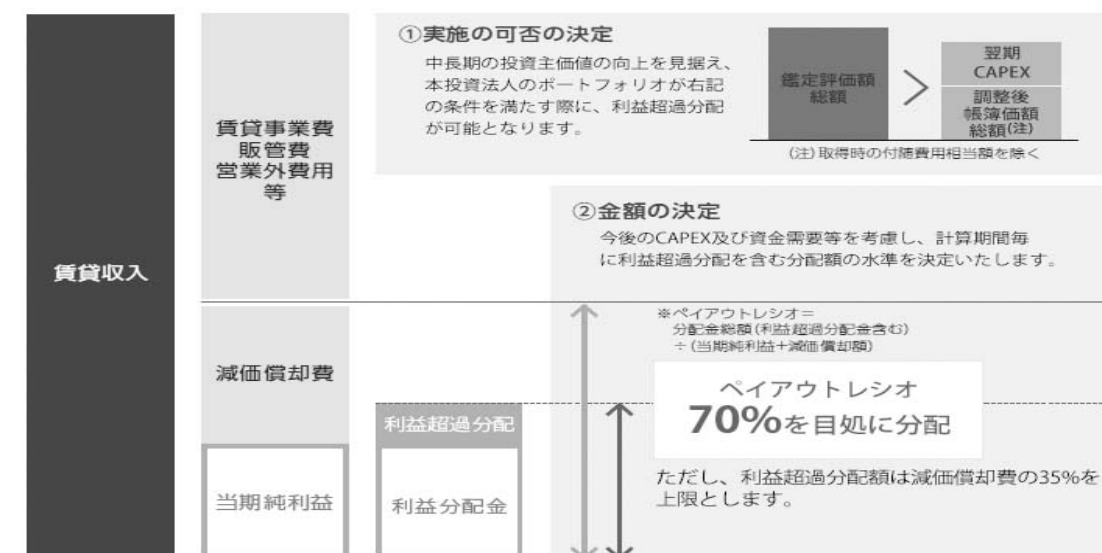 賃貸収入
賃貸事業費
販管費
営業外費用
等
減価償却費
当期純利益
利益超過分配
利益分配金
①実施の可否の決定
中長期の投資主価値の向上を見据え、
本投資法人のポートフォリオが右記
の条件を満たす際に、利益超過分配
が可能となります。
鑑定評価額
総額
>
翌期
CAPEX
調整後
帳簿価額
総額(注)
(注)取得時の付随費用相当額を除く
②金額の決定
今後のCAPEX及び資金需要等を考慮し、計算期間毎
に利益超過分配を含む分配額の水準を決定いたします。
※ペイアウトレシオ＝
分配金総額(利益超過分配金含む)
÷(当期純利益+減価償却額)
ペイアウトレシオ
70%を目処に分配
ただし、利益超過分配額は減価償却費の35%を
上限とします。